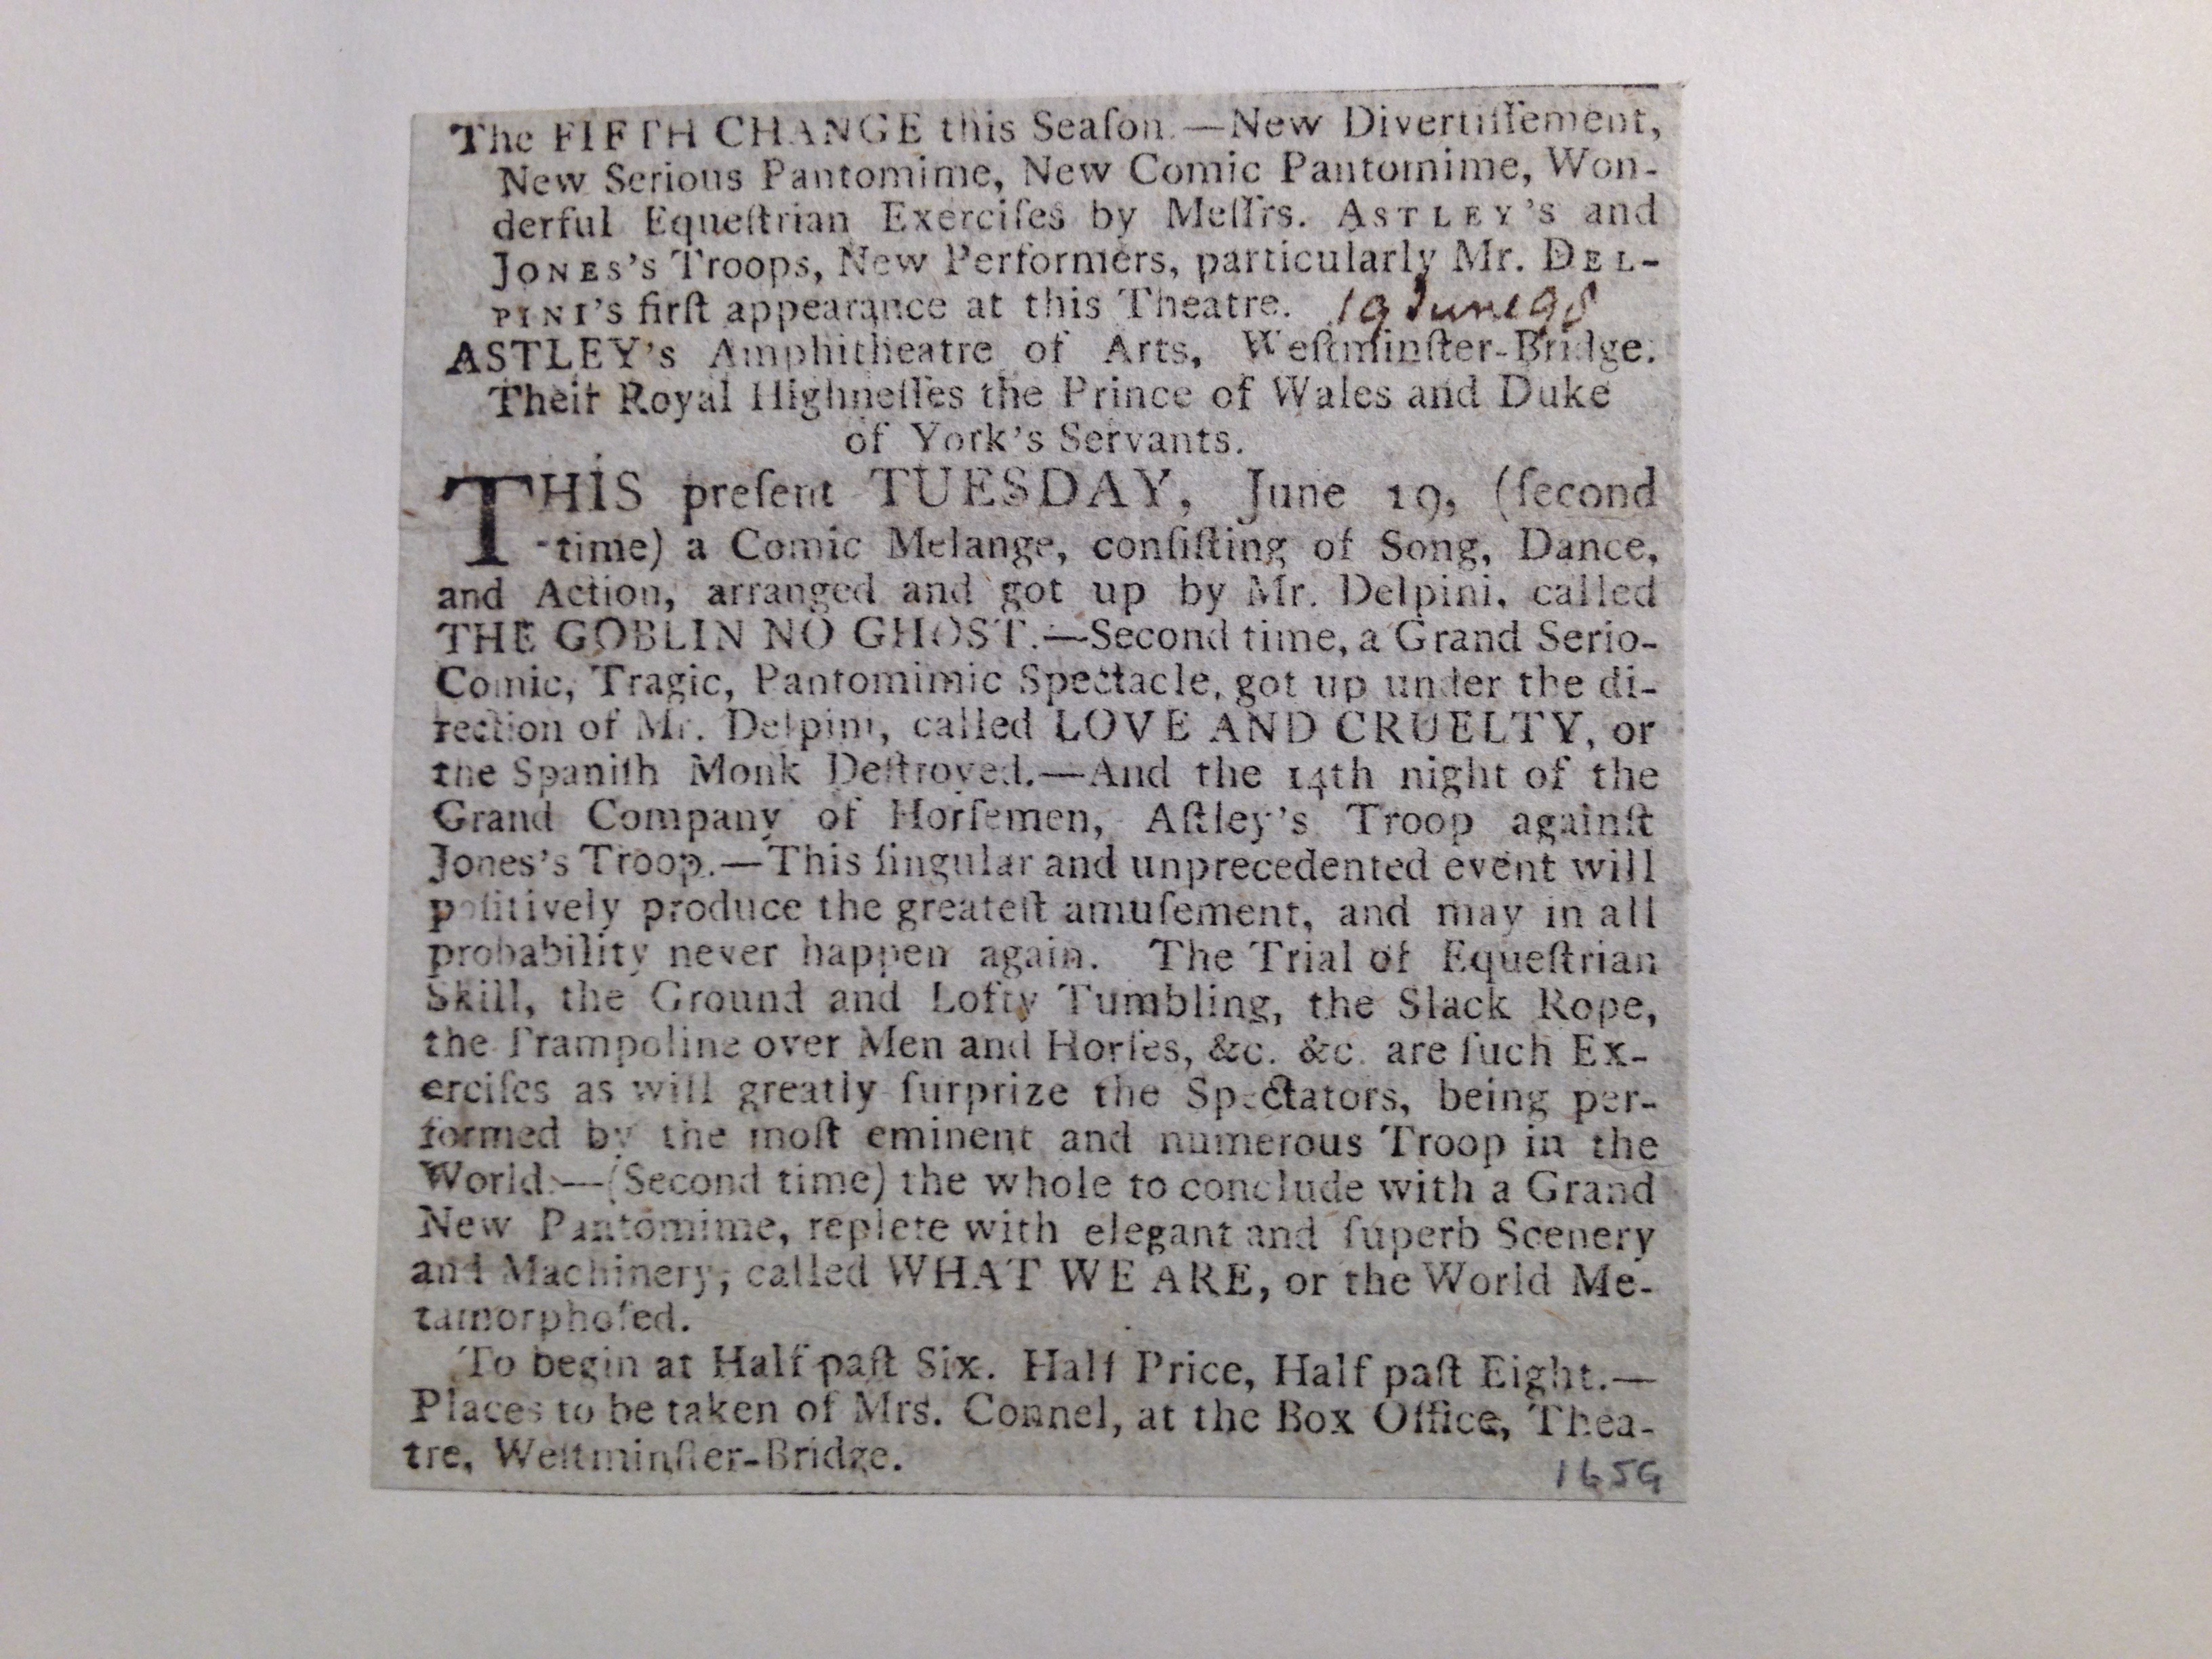 The FIFTH CHANGE this Seaſon.—New Divertiſſement,
New Serious Pantomime, New Comic Pantomime, Won-
derful Equeſtrian Exerciſes by Meſſrs. ASTLEY's and
JONES's Troops, New Performers, particularly Mr. DEL-
PINI's firſt appearance at this Theatre. 19 June 98
ASTLEY's Amphitheatre of Arts, Weſtminſter-Bridge.
Their Royal Highneſſes the Prince of Wales and Duke
of York's Servants.
THIS preſent TUESDAY, June 19, (ſecond
time) a Comic Melange, conſiſting of Song, Dance,
and Action, arranged and got up by Mr. Delpini, called
THE GOBLIN NO GHOST.—Second time, a Grand Serio-
Comic, Tragic, Pantomimic Spectacle, got up under the di-
rection of Mr. Delpini, called LOVE AND CRUELTY, or
the Spaniſh Monk Deſtroyed.—And the 14th night of the
Grand Company of Horſemen, Aſtley's Troop againſt
Jones's Troop.—This ſingular and unprecedented event will
poſitively produce the greateſt amuſement, and may in all
probability never happen again. The Trial of Equeſtrian
Skill, the Ground and Lofty Tumbling, the Slack Rope,
the Trampoline over Men and Horſes, &c. &c. are ſuch Ex-
erciſes as will greatly ſurprize the Spectators, being per-
formed by the moſt eminent and numerous Troop in the
World.—(Second time) the whole to conclude with a Grand
New Pantomime, replete with elegant and ſuperb Scenery
and Machinery, called WHAT WE ARE, or the World Me-
tamorphoſed.
To begin at Half paſt Six. Half Price, Half paſt Eight.—
Places to be taken of Mrs. Connel, at the Box Office, Thea-
tre, Weſtminſter-Bridge.
165G